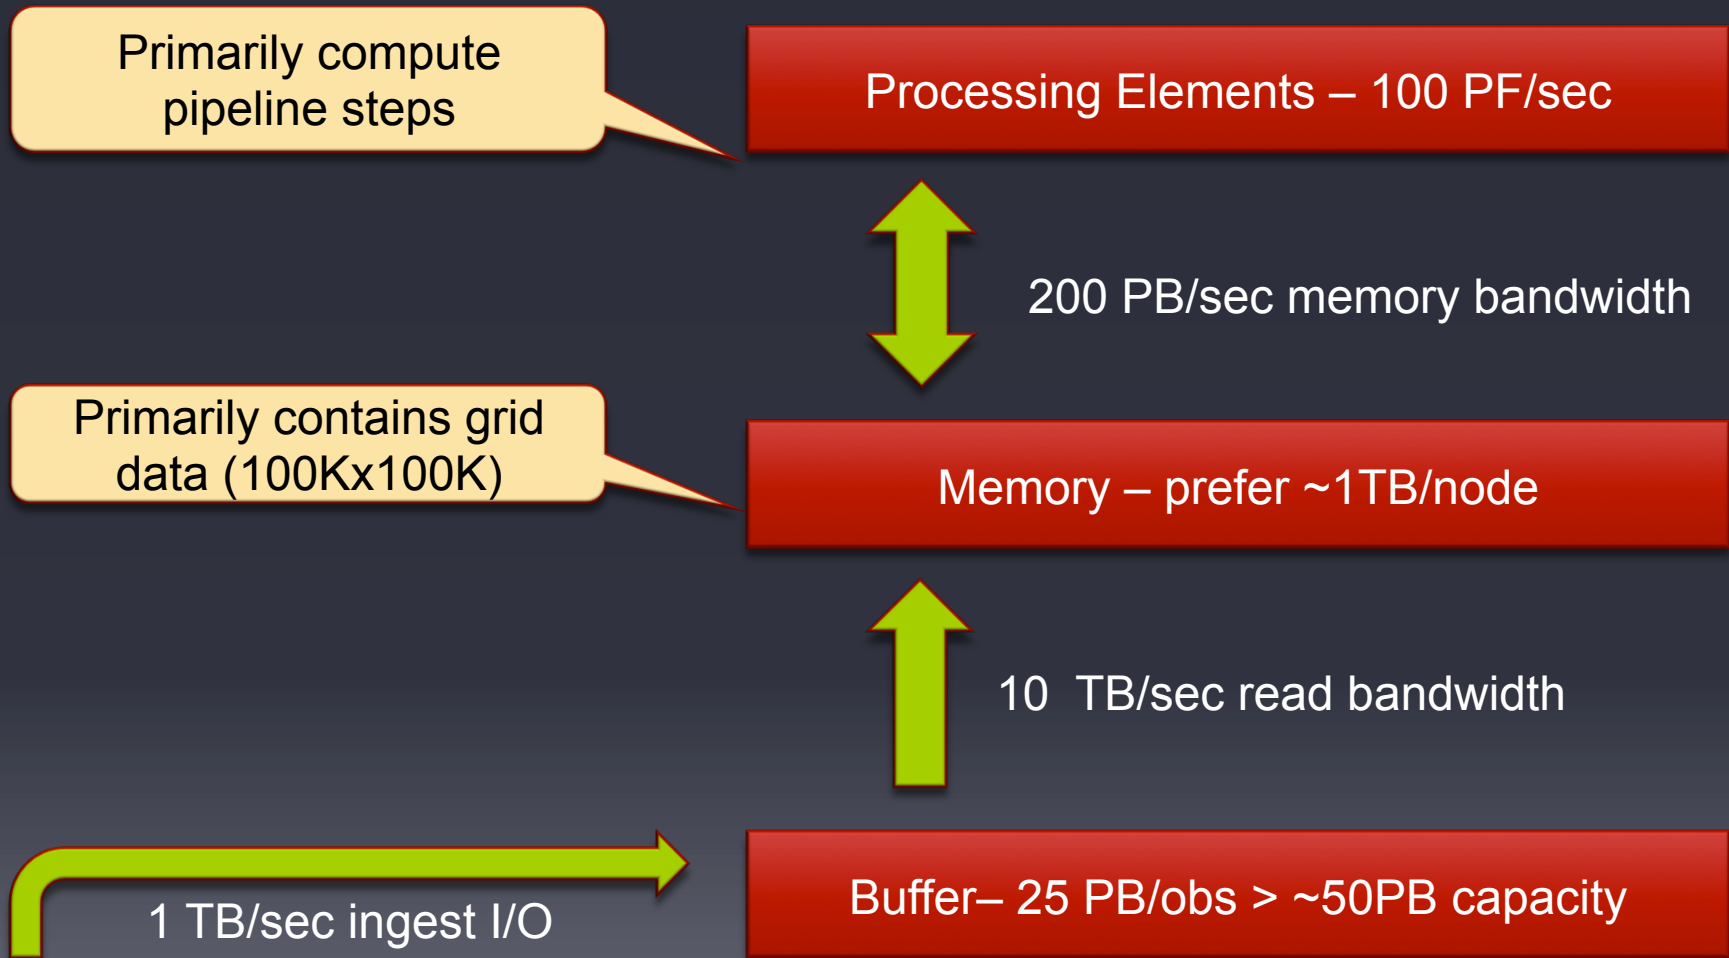 Primarily compute
pipeline steps
Processing Elements – 100 PF/sec
200 PB/sec memory bandwidth
Primarily contains grid
data (100Kx100K)
Memory – prefer ~1TB/node
10  TB/sec read bandwidth
Buffer– 25 PB/obs > ~50PB capacity
1 TB/sec ingest I/O